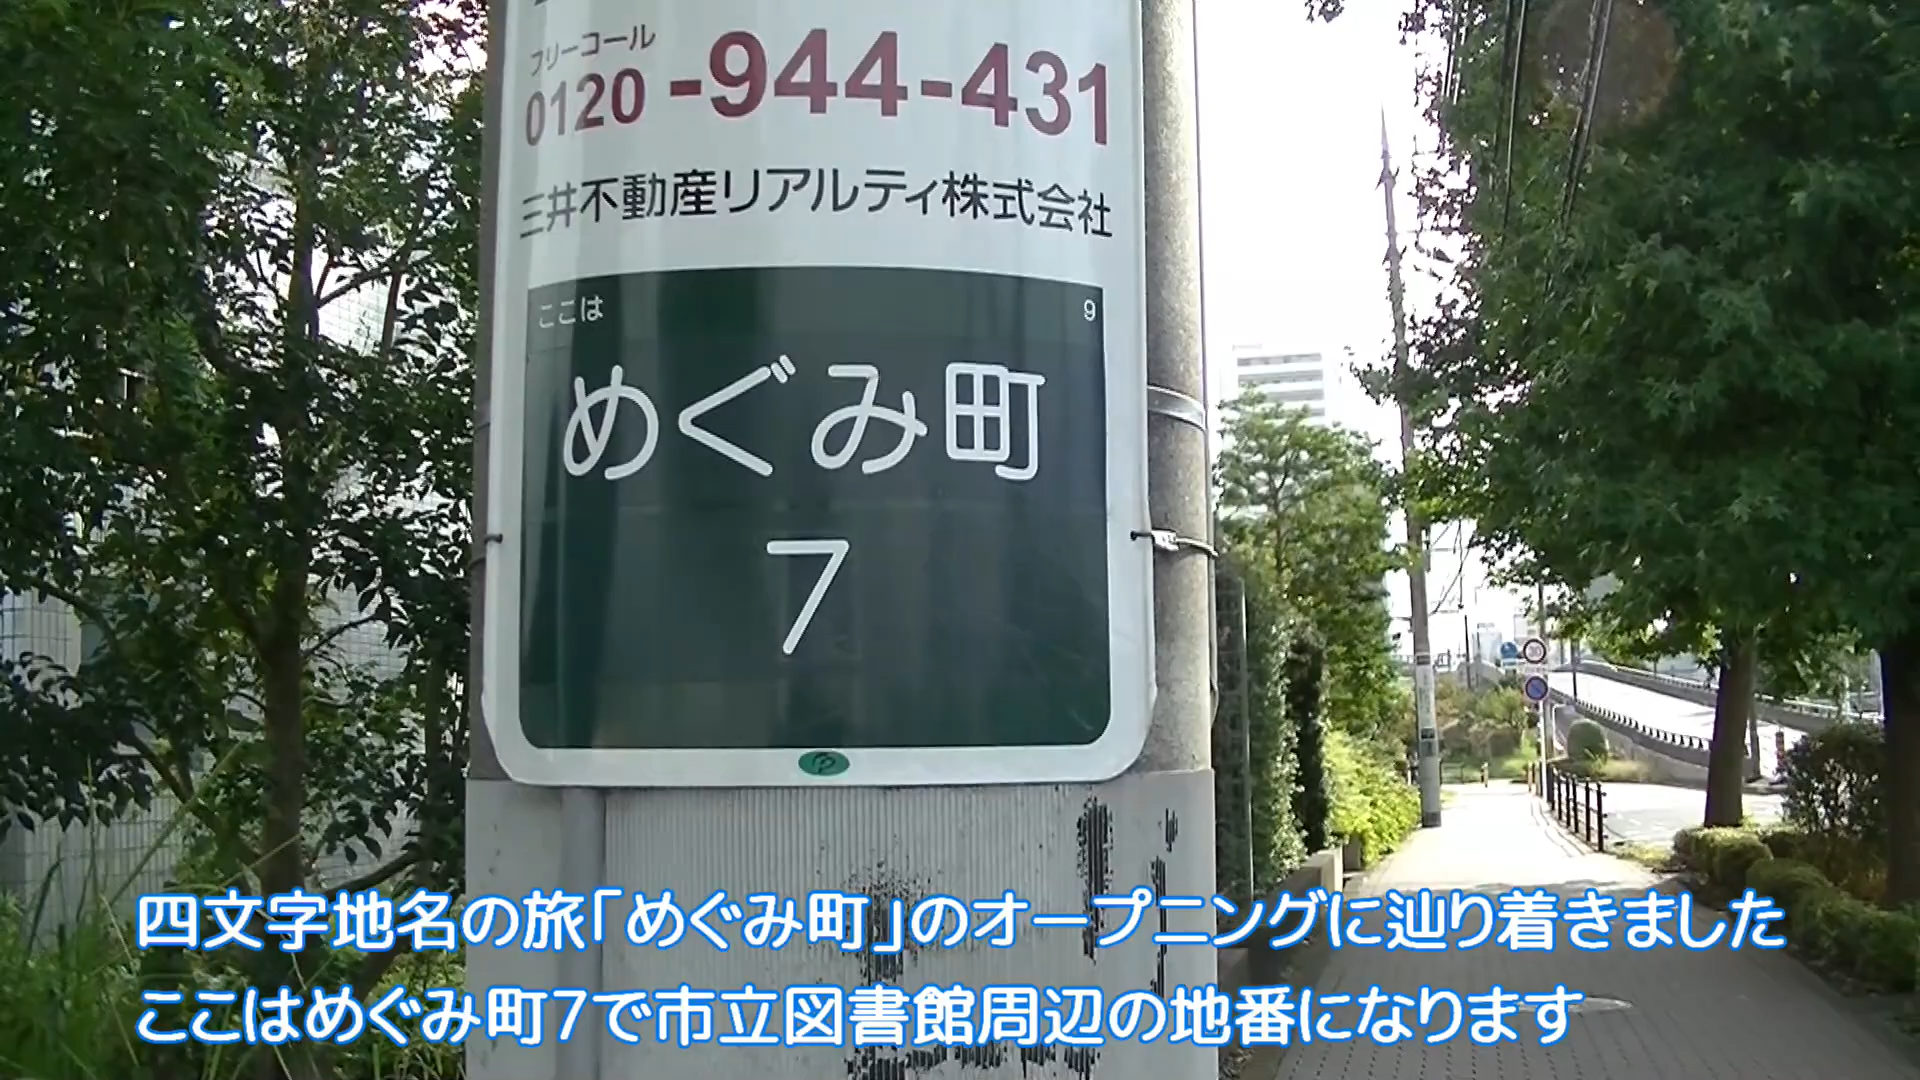 フリーコール
0120-944-431
三井不動産リアルティ株式会社
ここは 9
めぐみ町
7
30
四文字地名の旅「めぐみ町」のオープニングに辿り着きました
ここはめぐみ町7で市立図書館周辺の地番になります